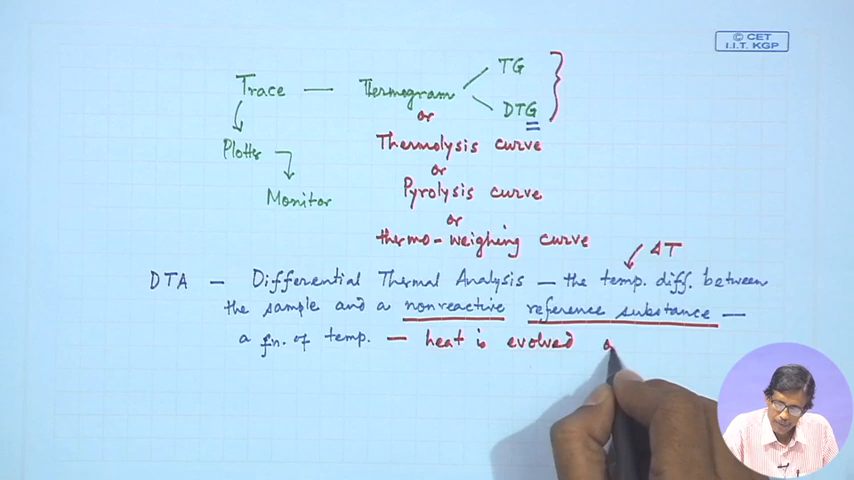 © CET
I.I.T. KGP
TG
Trace — Thermogram
DTG
or
Plotter
Thermolysis curve
or
Monitor
Pyrolysis curve
or
thermo-weighing curve
ΔT
DTA — Differential Thermal Analysis — the temp. diff. between
the sample and a nonreactive reference substance —
a fn. of temp. — heat is evolved